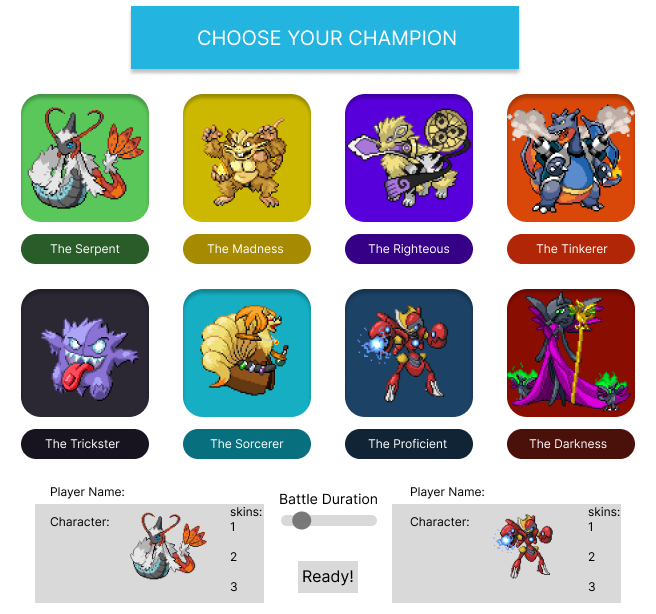 CHOOSE YOUR CHAMPION
The Serpent
The Madness
The Righteous
The Tinkerer
The Trickster
The Sorcerer
The Proficient
The Darkness
Player Name:
Character:
skins:
1
2
3
Battle Duration
Ready!
Player Name:
Character:
skins:
1
2
3